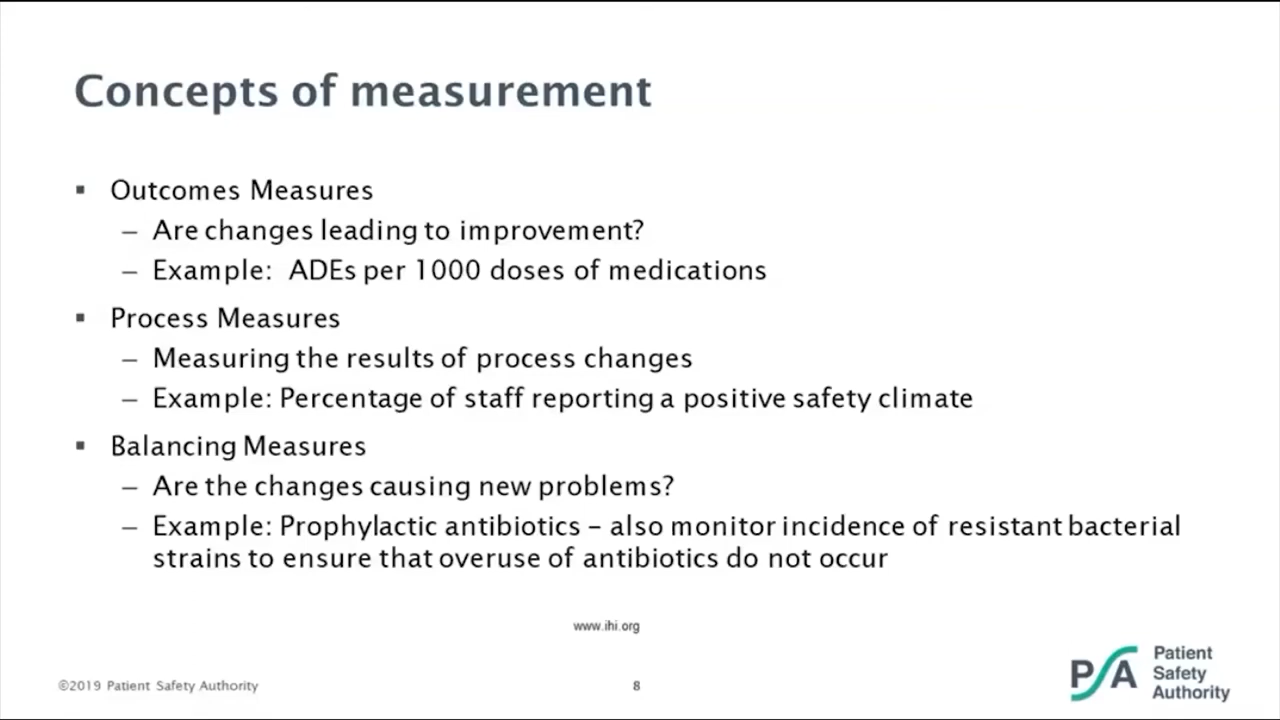 Concepts of measurement
▪ Outcomes Measures
– Are changes leading to improvement?
– Example: ADEs per 1000 doses of medications
▪ Process Measures
– Measuring the results of process changes
– Example: Percentage of staff reporting a positive safety climate
▪ Balancing Measures
– Are the changes causing new problems?
– Example: Prophylactic antibiotics – also monitor incidence of resistant bacterial
strains to ensure that overuse of antibiotics do not occur
www.ihi.org
©2019 Patient Safety Authority
8
PSA
Patient
Safety
Authority